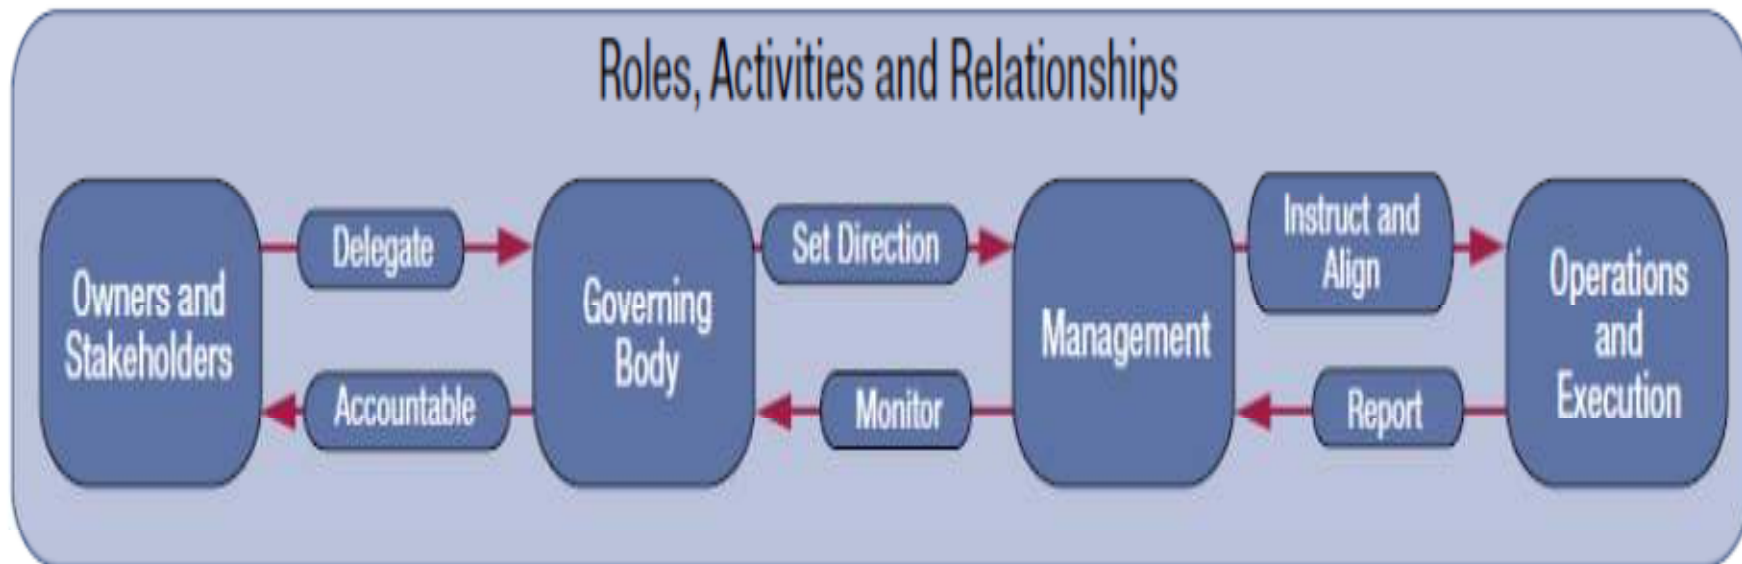 Roles, Activities and Relationships
Owners and
Stakeholders
Delegate
Accountable
Governing
Body
Set Direction
Monitor
Management
Instruct and
Align
Report
Operations
and
Execution